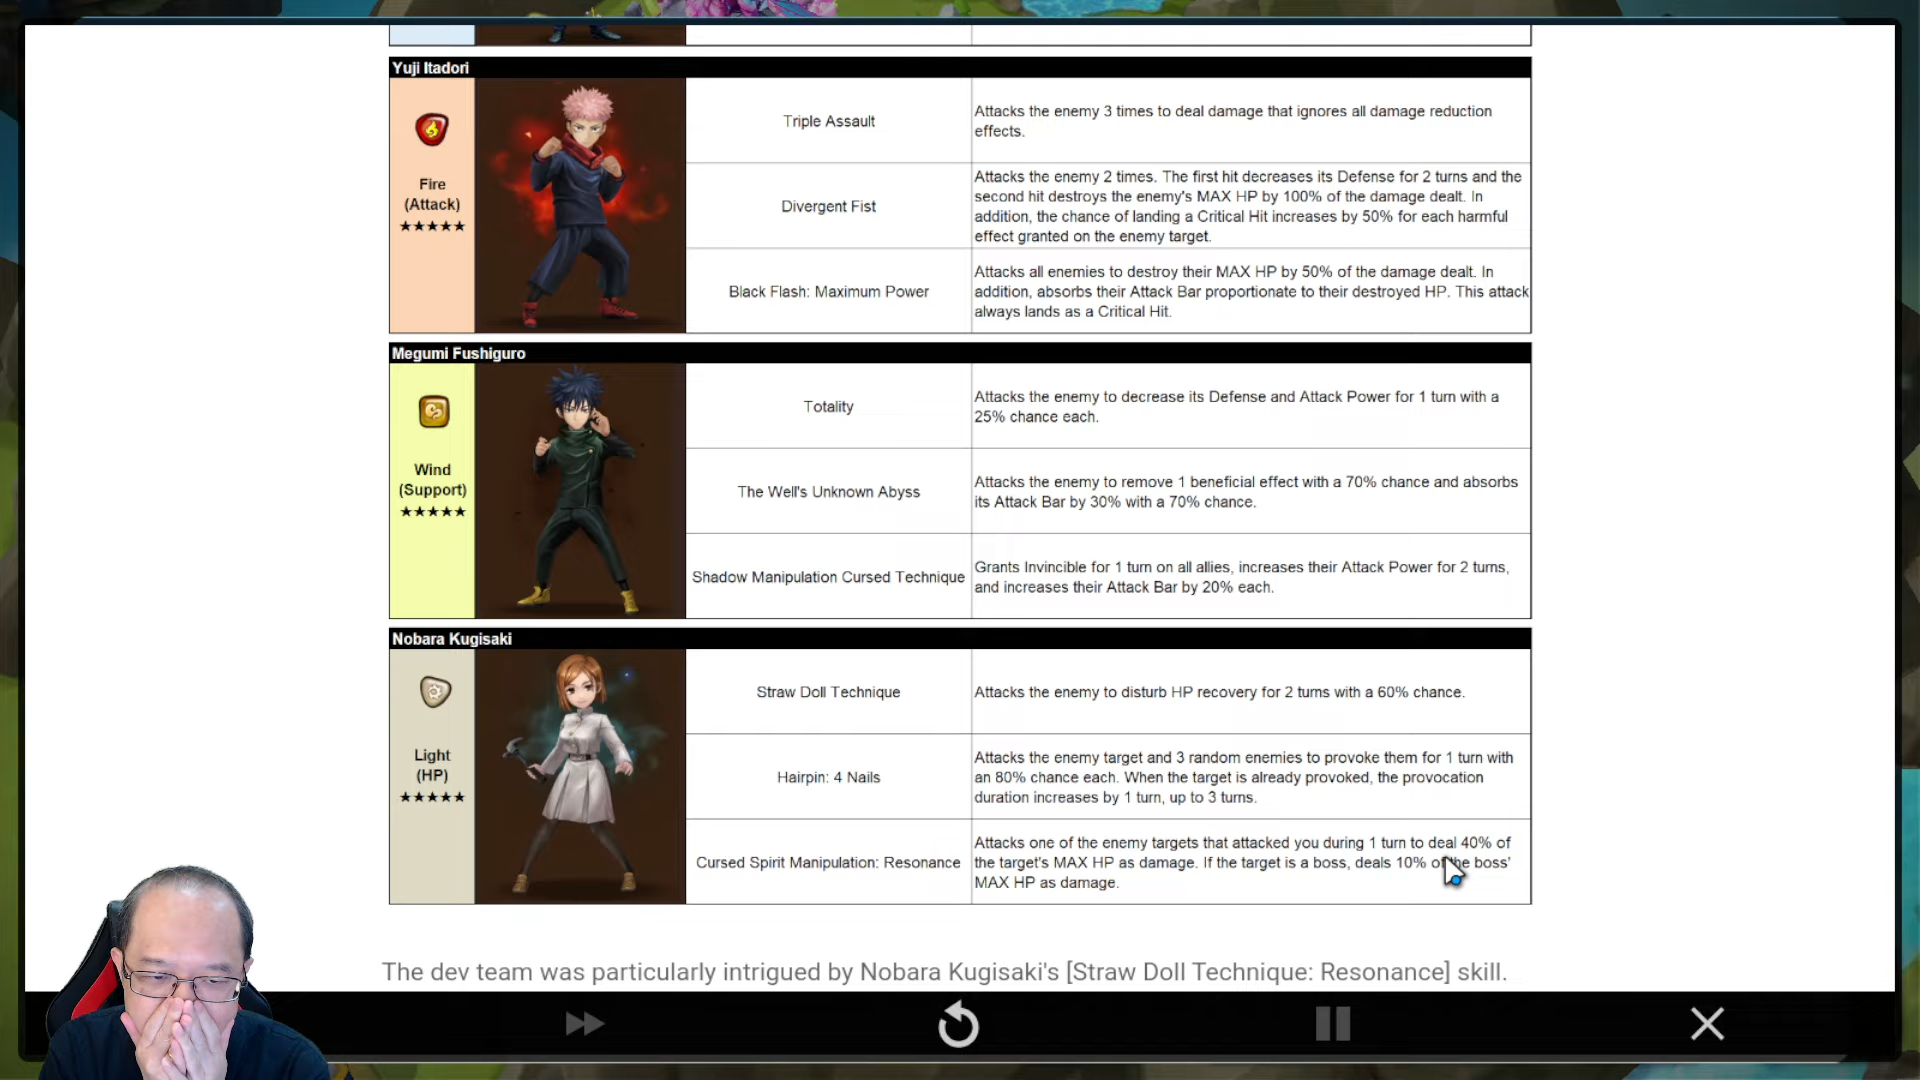 Yuji Itadori
Fire
(Attack)
★★★★★
Triple Assault
Attacks the enemy 3 times to deal damage that ignores all damage reduction
effects.
Divergent Fist
Attacks the enemy 2 times. The first hit decreases its Defense for 2 turns and the
second hit destroys the enemy's MAX HP by 100% of the damage dealt. In
addition, the chance of landing a Critical Hit increases by 50% for each harmful
effect granted on the enemy target.
Black Flash: Maximum Power
Attacks all enemies to destroy their MAX HP by 50% of the damage dealt. In
addition, absorbs their Attack Bar proportionate to their destroyed HP. This attack
always lands as a Critical Hit.
Megumi Fushiguro
Wind
(Support)
★★★★★
Totality
Attacks the enemy to decrease its Defense and Attack Power for 1 turn with a
25% chance each.
The Well's Unknown Abyss
Attacks the enemy to remove 1 beneficial effect with a 70% chance and absorbs
its Attack Bar by 30% with a 70% chance.
Shadow Manipulation Cursed Technique
Grants Invincible for 1 turn on all allies, increases their Attack Power for 2 turns,
and increases their Attack Bar by 20% each.
Nobara Kugisaki
Light
(HP)
★★★★★
Straw Doll Technique
Attacks the enemy to disturb HP recovery for 2 turns with a 60% chance.
Hairpin: 4 Nails
Attacks the enemy target and 3 random enemies to provoke them for 1 turn with
an 80% chance each. When the target is already provoked, the provocation
duration increases by 1 turn, up to 3 turns.
Cursed Spirit Manipulation: Resonance
Attacks one of the enemy targets that attacked you during 1 turn to deal 40% of
the target's MAX HP as damage. If the target is a boss, deals 10% of the boss'
MAX HP as damage.
The dev team was particularly intrigued by Nobara Kugisaki's [Straw Doll Technique: Resonance] skill.